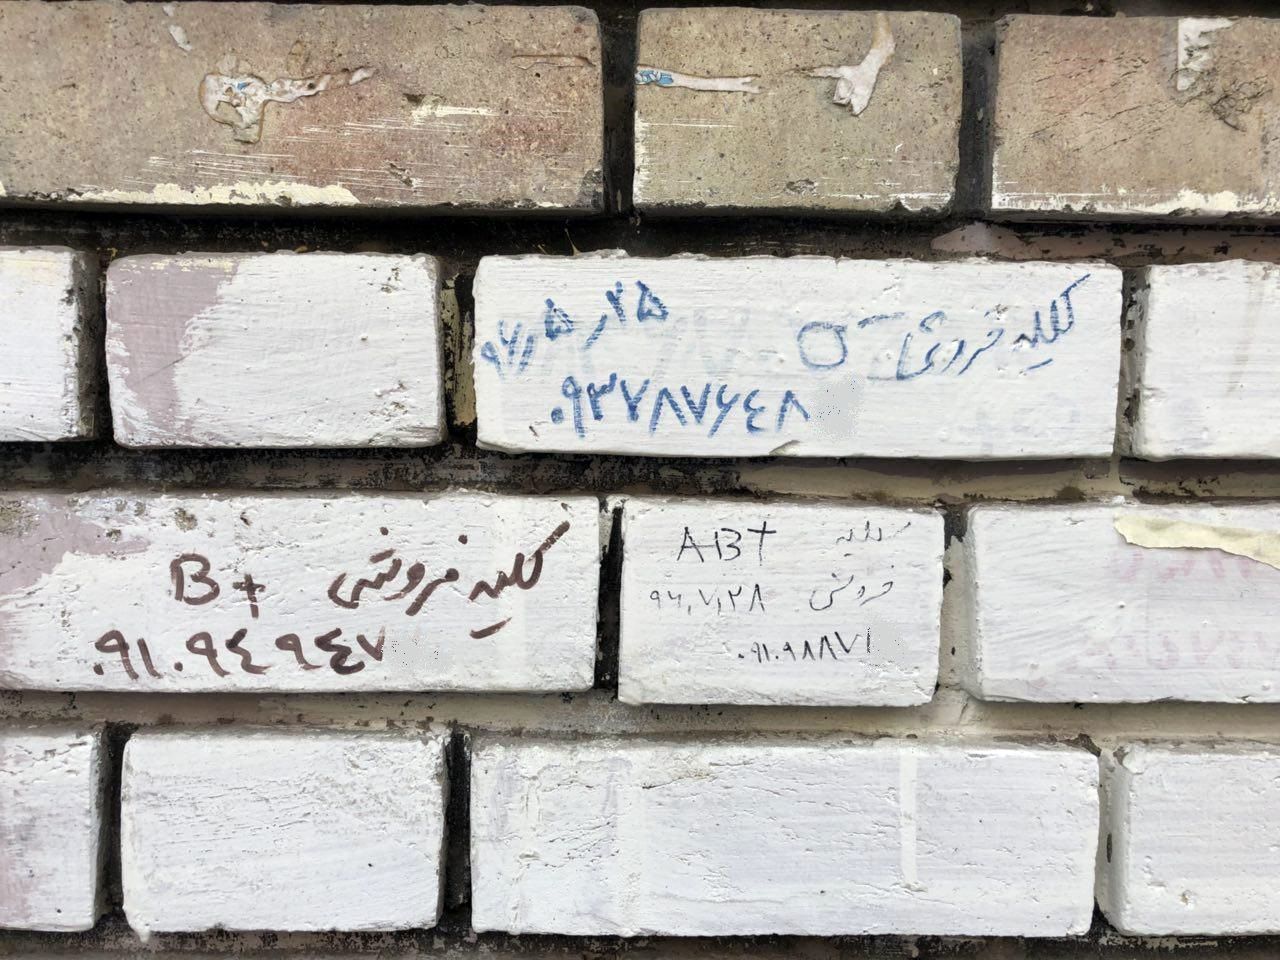 کلیه فروشی O-
۹۶٫۵٫۲۵
۰۹۳۷۸۷۶۴۸
کلیه فروشی B+
۰۹۱۰۹۴۹۴۷
کلیه AB+
فروشی ۹۶٫۷٫۲۸
۰۹۱۰۹۸۸۷۱